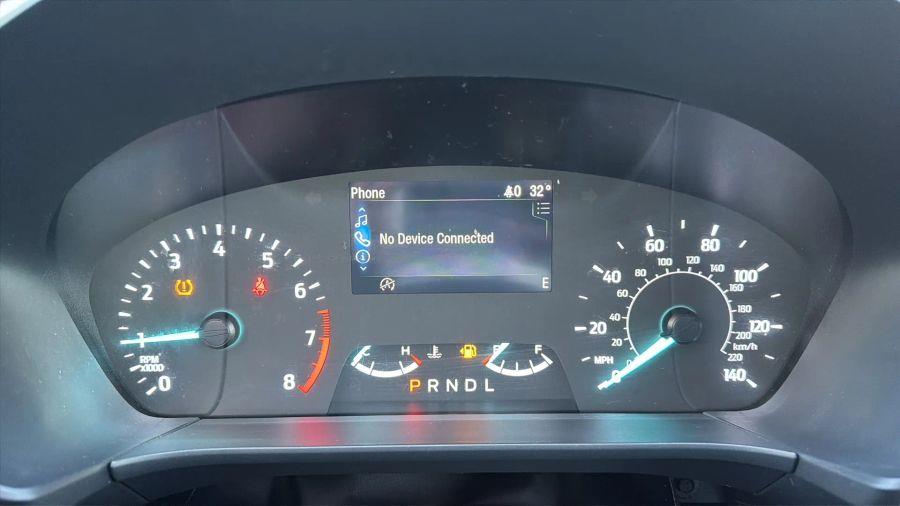 Phone 32°
No Device Connected
E
0 1 2 3 4 5 6 7 8
RPM
x1000
C H E F
P R N D L
0 20 40 60 80 100 120 140
MPH
0 20 40 60 80 100 120 140 160 180 200 220
km/h